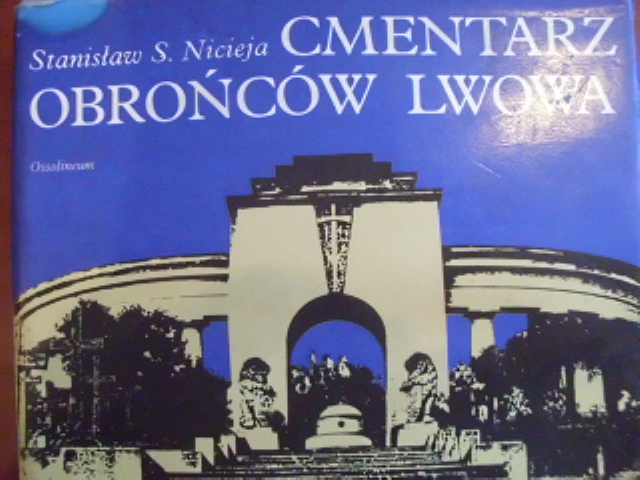 Stanisław S. Nicieja CMENTARZ
OBROŃCÓW LWOWA
Ossolineum